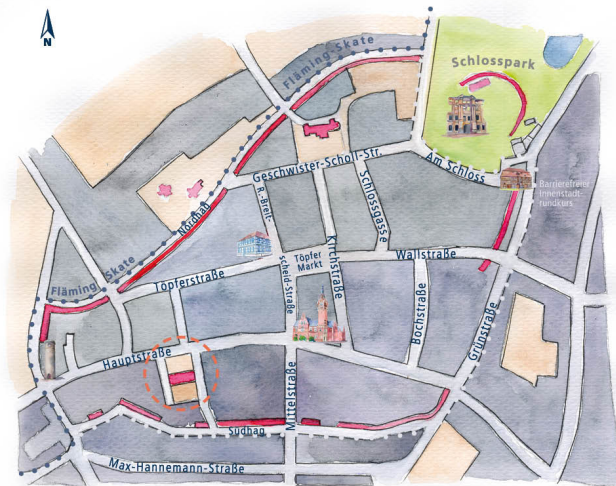 N
Fläming-Skate
Schlosspark
Geschwister-Scholl-Str.
Am Schloss
Barrierefreier
Innenstadt-
rundkurs
R.-Breit-
scheid-Straße
Schlossgasse
Nordhag
Kirchstraße
Töpfer
Markt
Wallstraße
Fläming
Skate
Töpferstraße
Bochstraße
Grünstraße
Hauptstraße
Mittelstraße
Südhag
Max-Hannemann-Straße